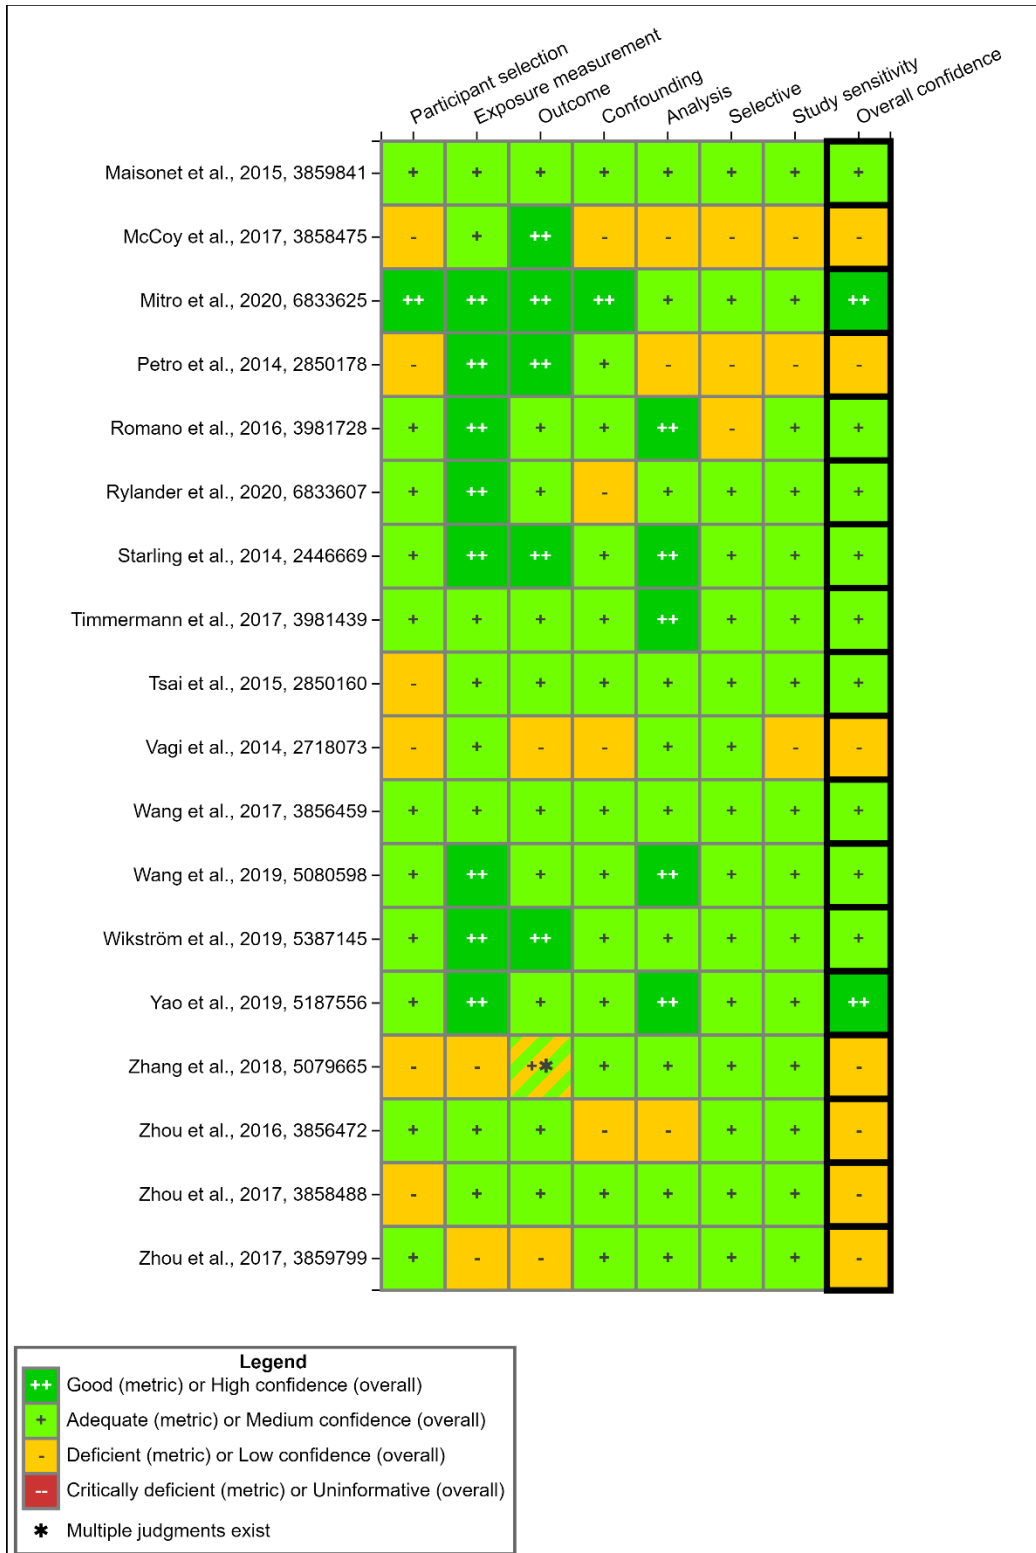 Participant selection
Exposure measurement
Outcome
Confounding
Analysis
Selective
Study sensitivity
Overall confidence
Maisonet et al., 2015, 3859841 + + + + + + + +
McCoy et al., 2017, 3858475 - + ++ - - - - -
Mitro et al., 2020, 6833625 ++ ++ ++ ++ + + + ++
Petro et al., 2014, 2850178 - ++ ++ + - - - -
Romano et al., 2016, 3981728 + ++ + + ++ - + +
Rylander et al., 2020, 6833607 + ++ + - + + + +
Starling et al., 2014, 2446669 + ++ ++ + ++ + + +
Timmermann et al., 2017, 3981439 + + + + ++ + + +
Tsai et al., 2015, 2850160 - + + + + + + +
Vagi et al., 2014, 2718073 - + - - + + - -
Wang et al., 2017, 3856459 + + + + + + + +
Wang et al., 2019, 5080598 + ++ + + ++ + + +
Wikström et al., 2019, 5387145 + ++ ++ + + + + +
Yao et al., 2019, 5187556 + ++ + + ++ + + ++
Zhang et al., 2018, 5079665 - - +✱ + + + + -
Zhou et al., 2016, 3856472 + + + - - + + -
Zhou et al., 2017, 3858488 - + + + + + + -
Zhou et al., 2017, 3859799 + - - + + + + -
Legend
++ Good (metric) or High confidence (overall)
+ Adequate (metric) or Medium confidence (overall)
- Deficient (metric) or Low confidence (overall)
-- Critically deficient (metric) or Uninformative (overall)
✱ Multiple judgments exist